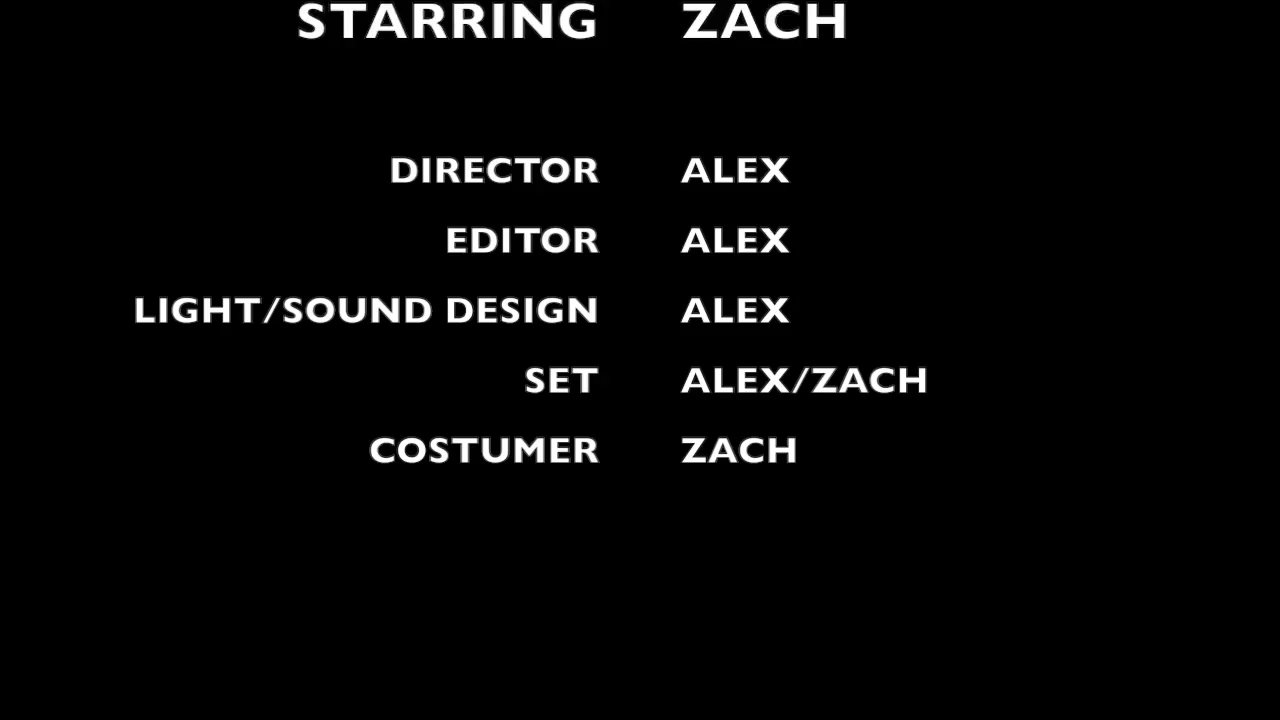 STARRING ZACH
DIRECTOR ALEX
EDITOR ALEX
LIGHT/SOUND DESIGN ALEX
SET ALEX/ZACH
COSTUMER ZACH